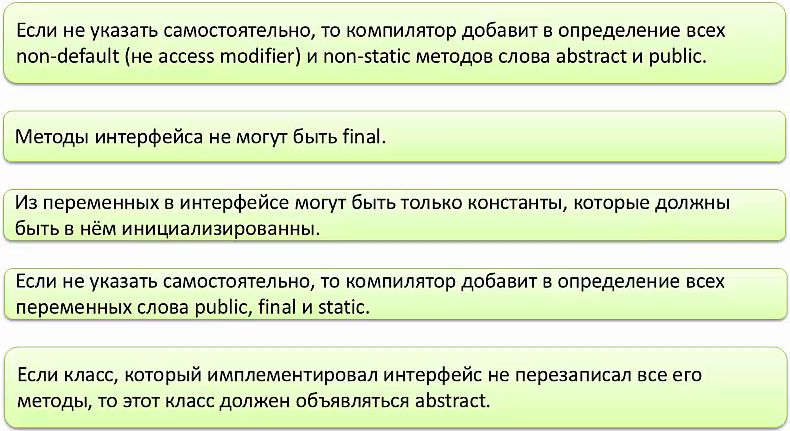 Если не указать самостоятельно, то компилятор добавит в определение всех
non-default (не access modifier) и non-static методов слова abstract и public.
Методы интерфейса не могут быть final.
Из переменных в интерфейсе могут быть только константы, которые должны
быть в нём инициализированны.
Если не указать самостоятельно, то компилятор добавит в определение всех
переменных слова public, final и static.
Если класс, который имплементировал интерфейс не перезаписал все его
методы, то этот класс должен объявляться abstract.